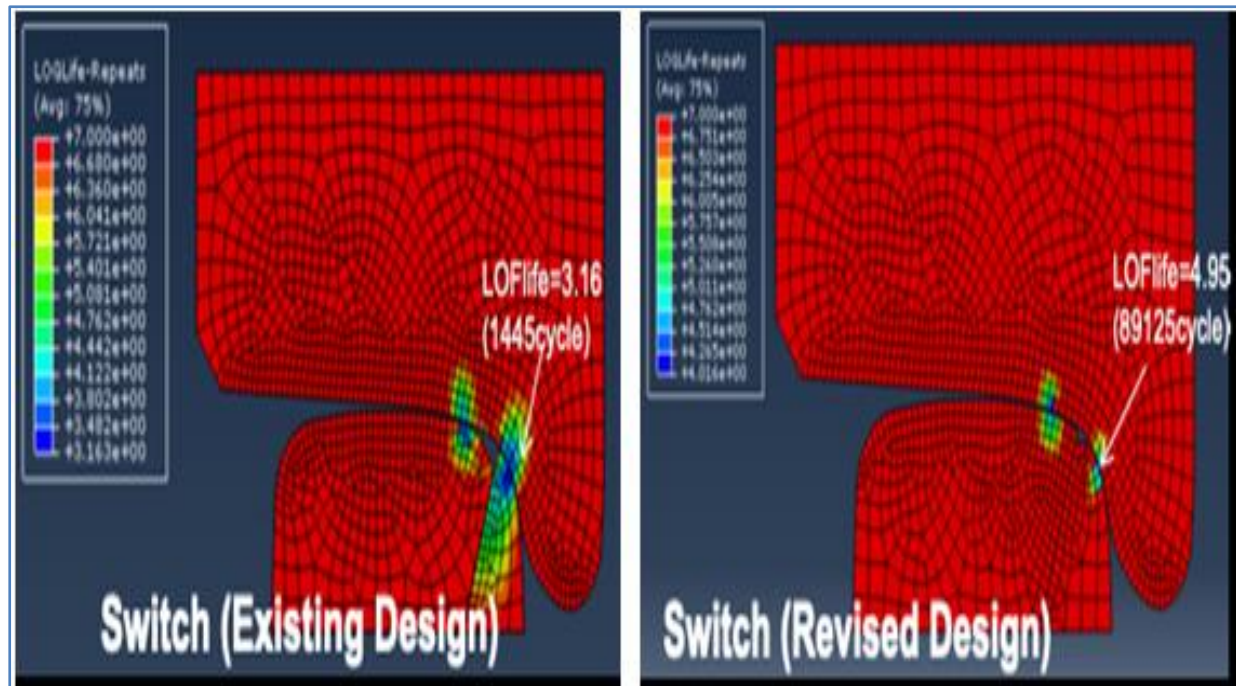 LOGLife-Repeats
(Avg: 75%)
+7.000e+00
+6.680e+00
+6.360e+00
+6.041e+00
+5.721e+00
+5.401e+00
+5.081e+00
+4.762e+00
+4.442e+00
+4.122e+00
+3.802e+00
+3.482e+00
+3.163e+00
LOFlife=3.16
(1445cycle)
Switch (Existing Design)
LOGLife-Repeats
(Avg: 75%)
+7.000e+00
+6.751e+00
+6.503e+00
+6.254e+00
+6.005e+00
+5.757e+00
+5.508e+00
+5.260e+00
+5.011e+00
+4.762e+00
+4.514e+00
+4.265e+00
+4.016e+00
LOFlife=4.95
(89125cycle)
Switch (Revised Design)